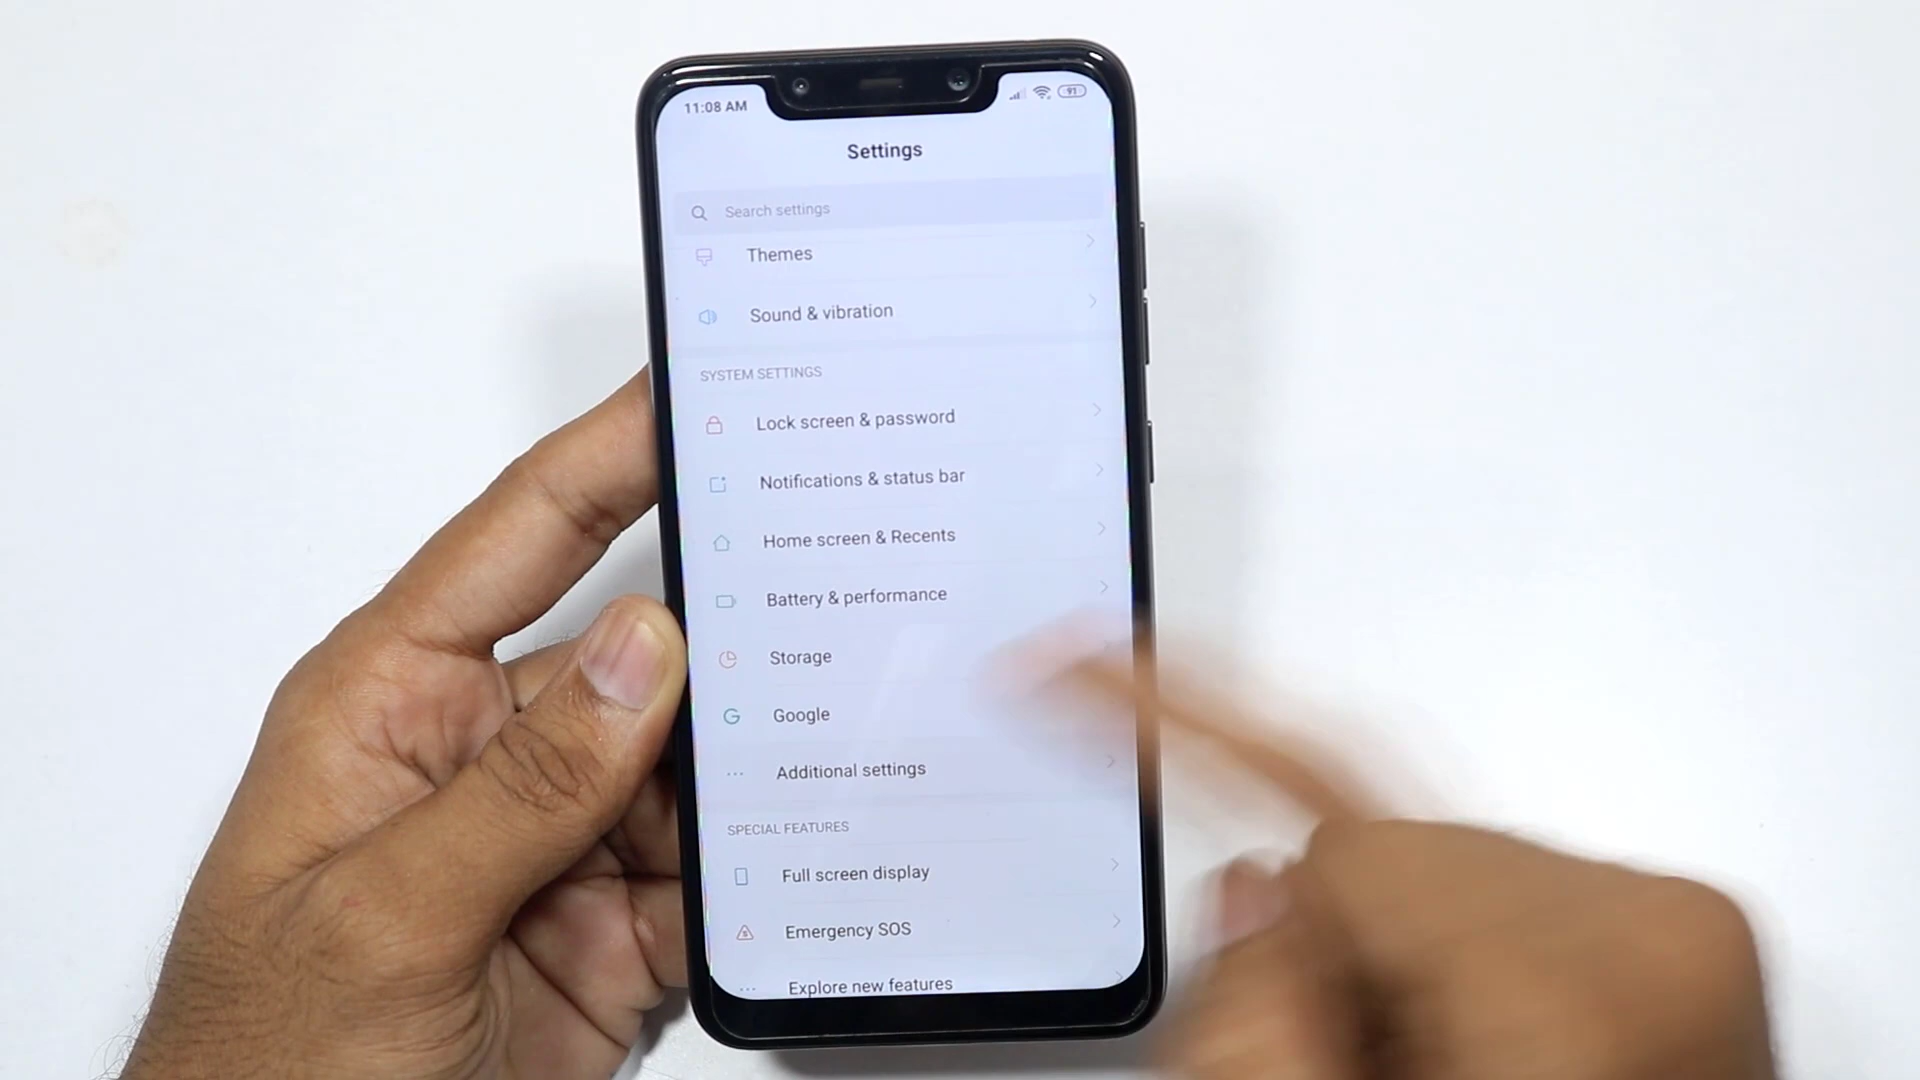 11:08 AM
91
Settings
Search settings
Themes
Sound & vibration
SYSTEM SETTINGS
Lock screen & password
Notifications & status bar
Home screen & Recents
Battery & performance
Storage
Google
Additional settings
SPECIAL FEATURES
Full screen display
Emergency SOS
Explore new features